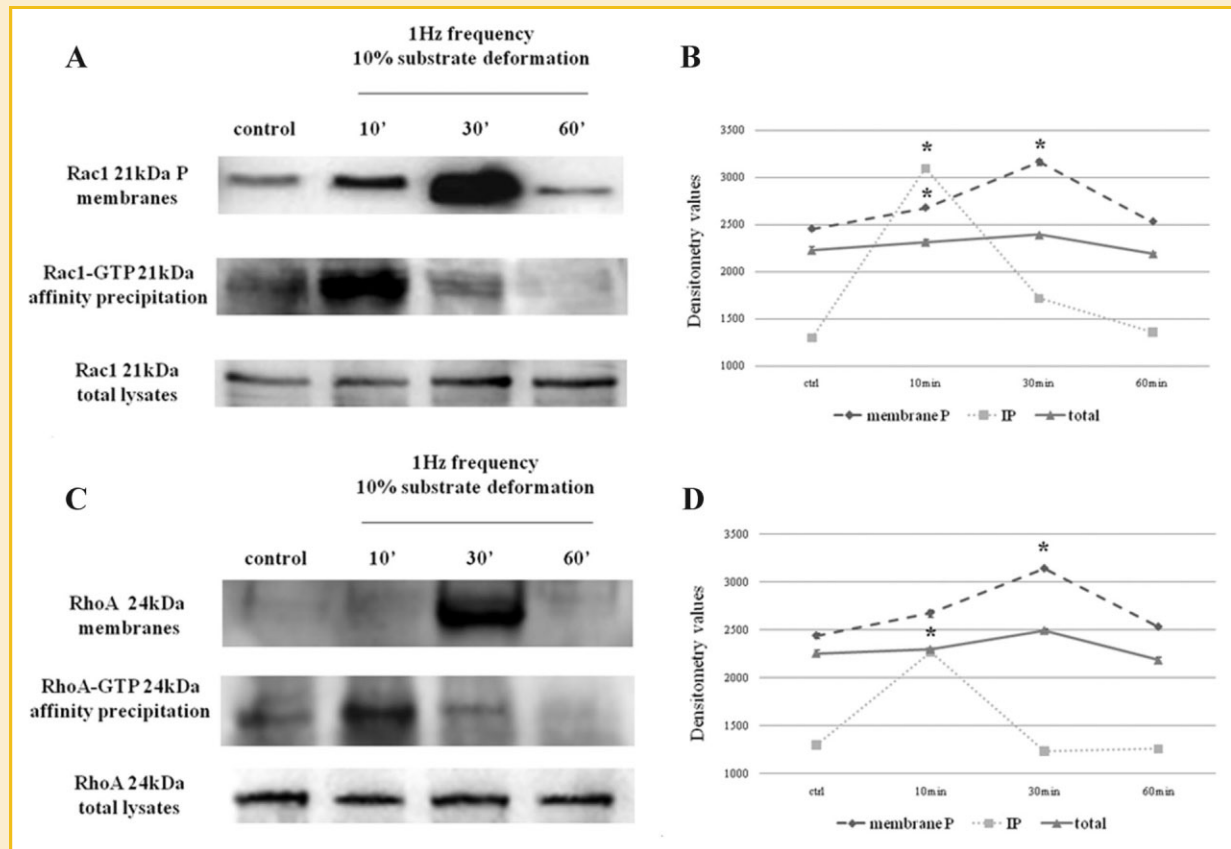 A
1Hz frequency
10% substrate deformation
control 10’ 30’ 60’
Rac1 21kDa P
membranes
Rac1-GTP 21kDa
affinity precipitation
Rac1 21kDa
total lysates
B
Densitometry values
3500
3000
2500
2000
1500
1000
* *
*
ctrl 10min 30min 60min
membrane P IP total
C
1Hz frequency
10% substrate deformation
control 10’ 30’ 60’
RhoA 24kDa
membranes
RhoA-GTP 24kDa
affinity precipitation
RhoA 24kDa
total lysates
D
Densitometry values
3500
3000
2500
2000
1500
1000
*
*
ctrl 10min 30min 60min
membrane P IP total